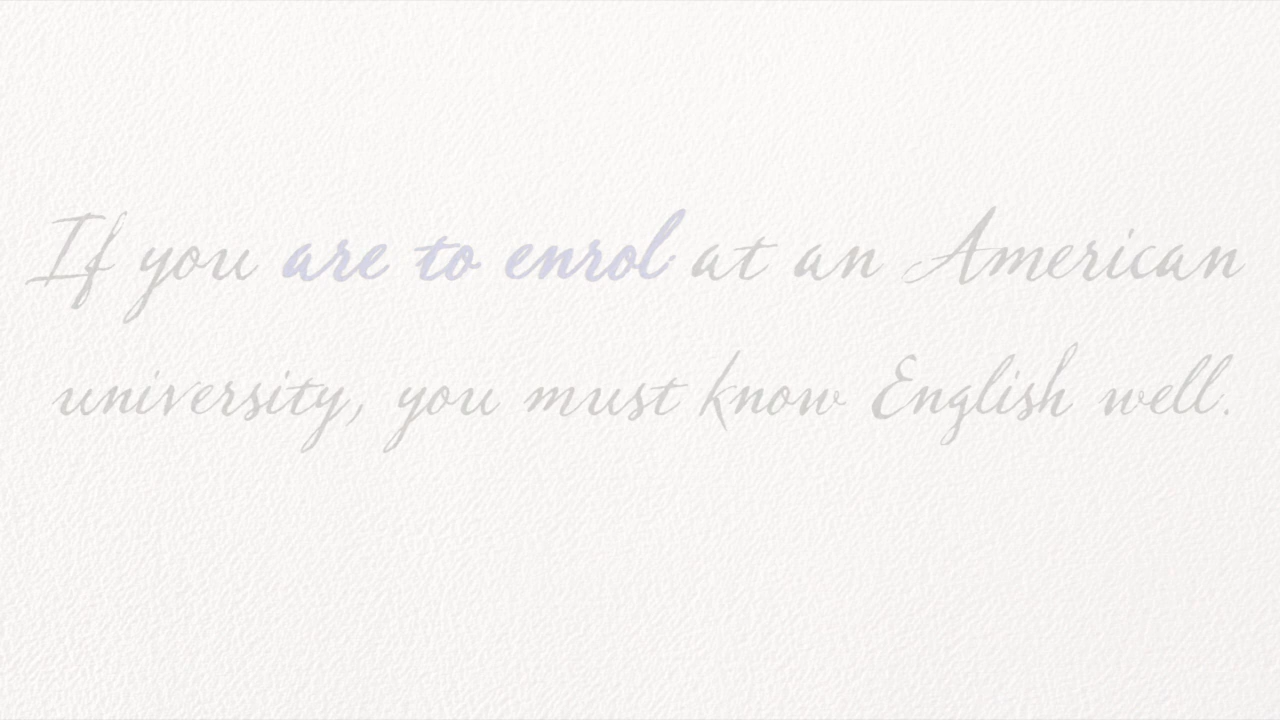 If you are to enrol at an American
university, you must know English well.